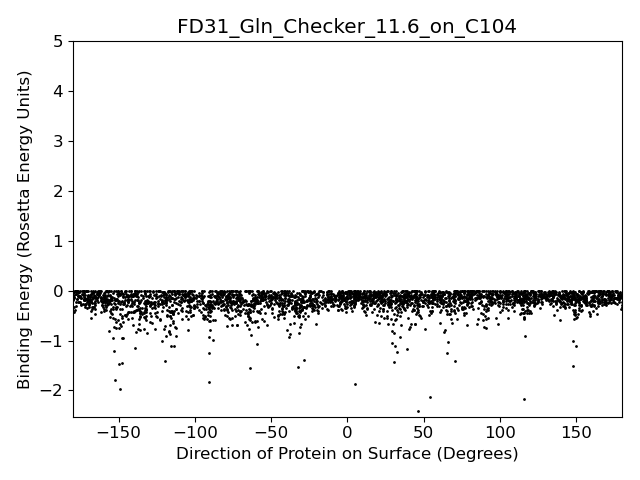 FD31_Gln_Checker_11.6_on_C104
Binding Energy (Rosetta Energy Units)
5
4
3
2
1
0
−1
−2
−150 −100 −50 0 50 100 150
Direction of Protein on Surface (Degrees)